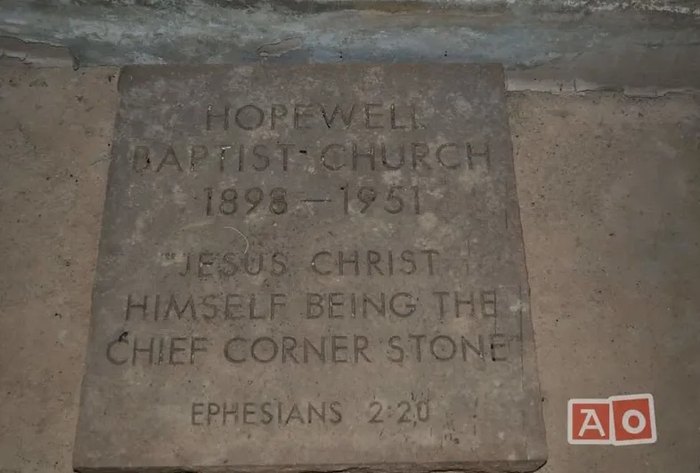 HOPEWELL
BAPTIST CHURCH
1898 — 1951
"JESUS CHRIST
HIMSELF BEING THE
CHIEF CORNER STONE"
EPHESIANS 2:20
AO